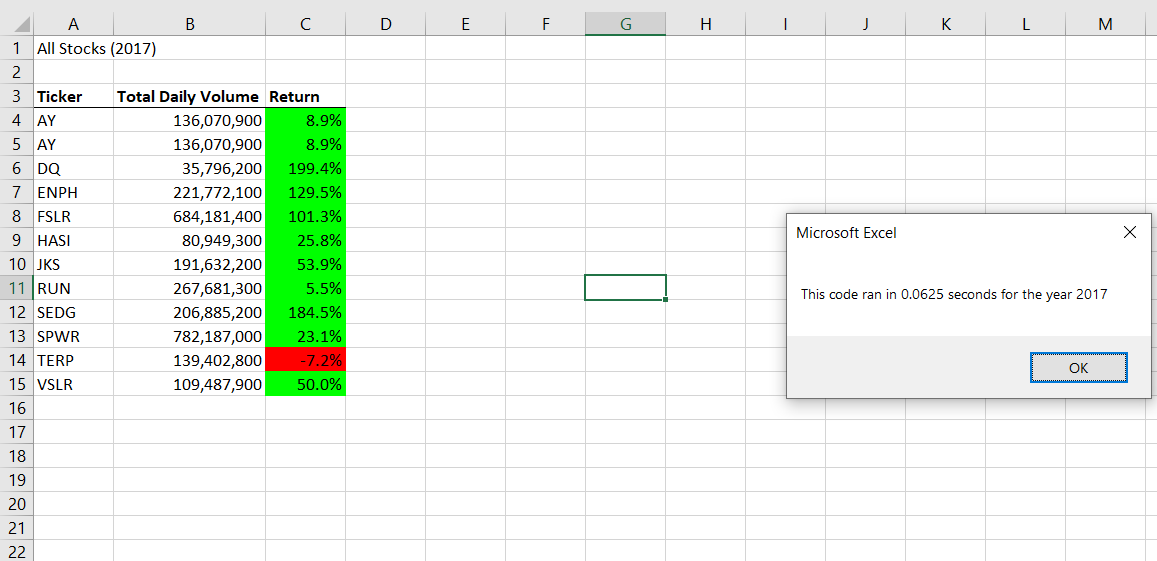 A B C D E F G H I J K L M
1 All Stocks (2017)
2
3 Ticker Total Daily Volume Return
4 AY 136,070,900 8.9%
5 AY 136,070,900 8.9%
6 DQ 35,796,200 199.4%
7 ENPH 221,772,100 129.5%
8 FSLR 684,181,400 101.3%
9 HASI 80,949,300 25.8%
10 JKS 191,632,200 53.9%
11 RUN 267,681,300 5.5%
12 SEDG 206,885,200 184.5%
13 SPWR 782,187,000 23.1%
14 TERP 139,402,800 -7.2%
15 VSLR 109,487,900 50.0%
16
17
18
19
20
21
22
Microsoft Excel
This code ran in 0.0625 seconds for the year 2017
OK